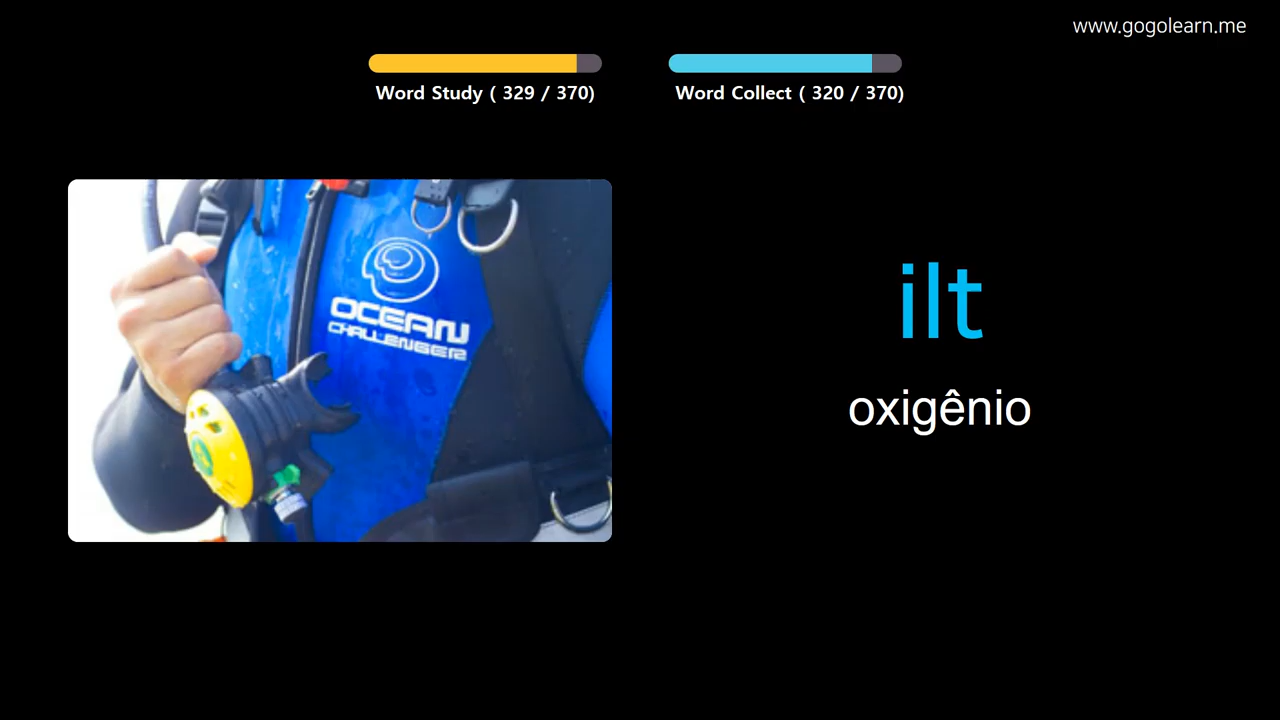 www.gogolearn.me
Word Study ( 329 / 370)
Word Collect ( 320 / 370)
OCEAN
CHALLENGER
ilt
oxigênio